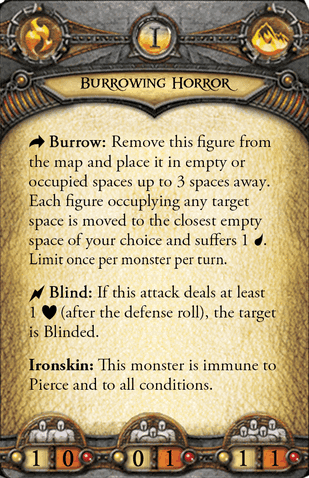 I
BURROWING HORROR
Burrow: Remove this figure from
the map and place it in empty or
occupied spaces up to 3 spaces away.
Each figure occuplying any target
space is moved to the closest empty
space of your choice and suffers 1 .
Limit once per monster per turn.
Blind: If this attack deals at least
1 (after the defense roll), the target
is Blinded.
Ironskin: This monster is immune to
Pierce and to all conditions.
1 0 0 1 1 1